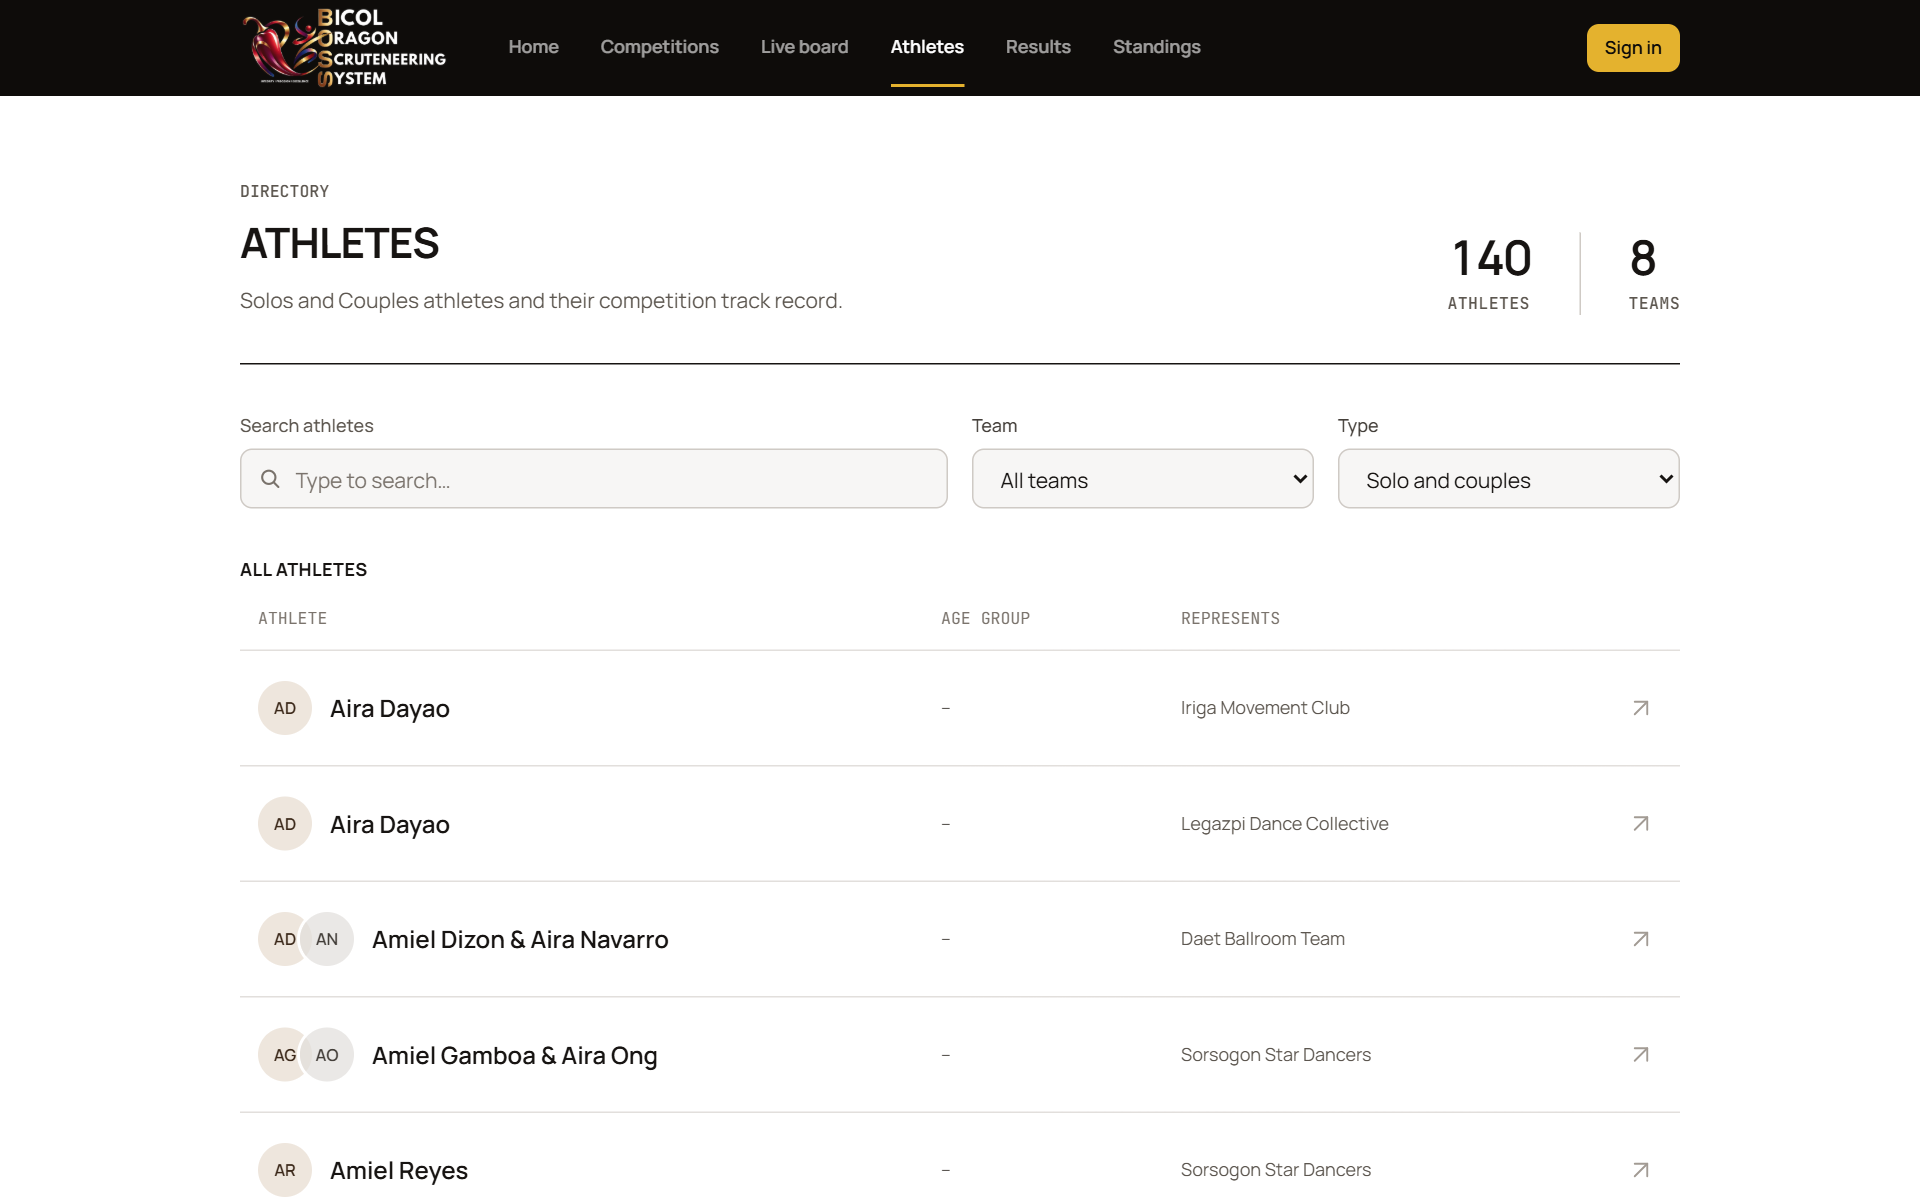 BICOL
DRAGON
SCRUTENEERING
SYSTEM
Home
Competitions
Live board
Athletes
Results
Standings
Sign in
DIRECTORY
ATHLETES
Solos and Couples athletes and their competition track record.
140
ATHLETES
8
TEAMS
Search athletes
Team
Type
Type to search...
All teams
Solo and couples
ALL ATHLETES
ATHLETE
AGE GROUP
REPRESENTS
AD
Aira Dayao
–
Iriga Movement Club
AD
Aira Dayao
–
Legazpi Dance Collective
AD
AN
Amiel Dizon & Aira Navarro
–
Daet Ballroom Team
AG
AO
Amiel Gamboa & Aira Ong
–
Sorsogon Star Dancers
AR
Amiel Reyes
–
Sorsogon Star Dancers